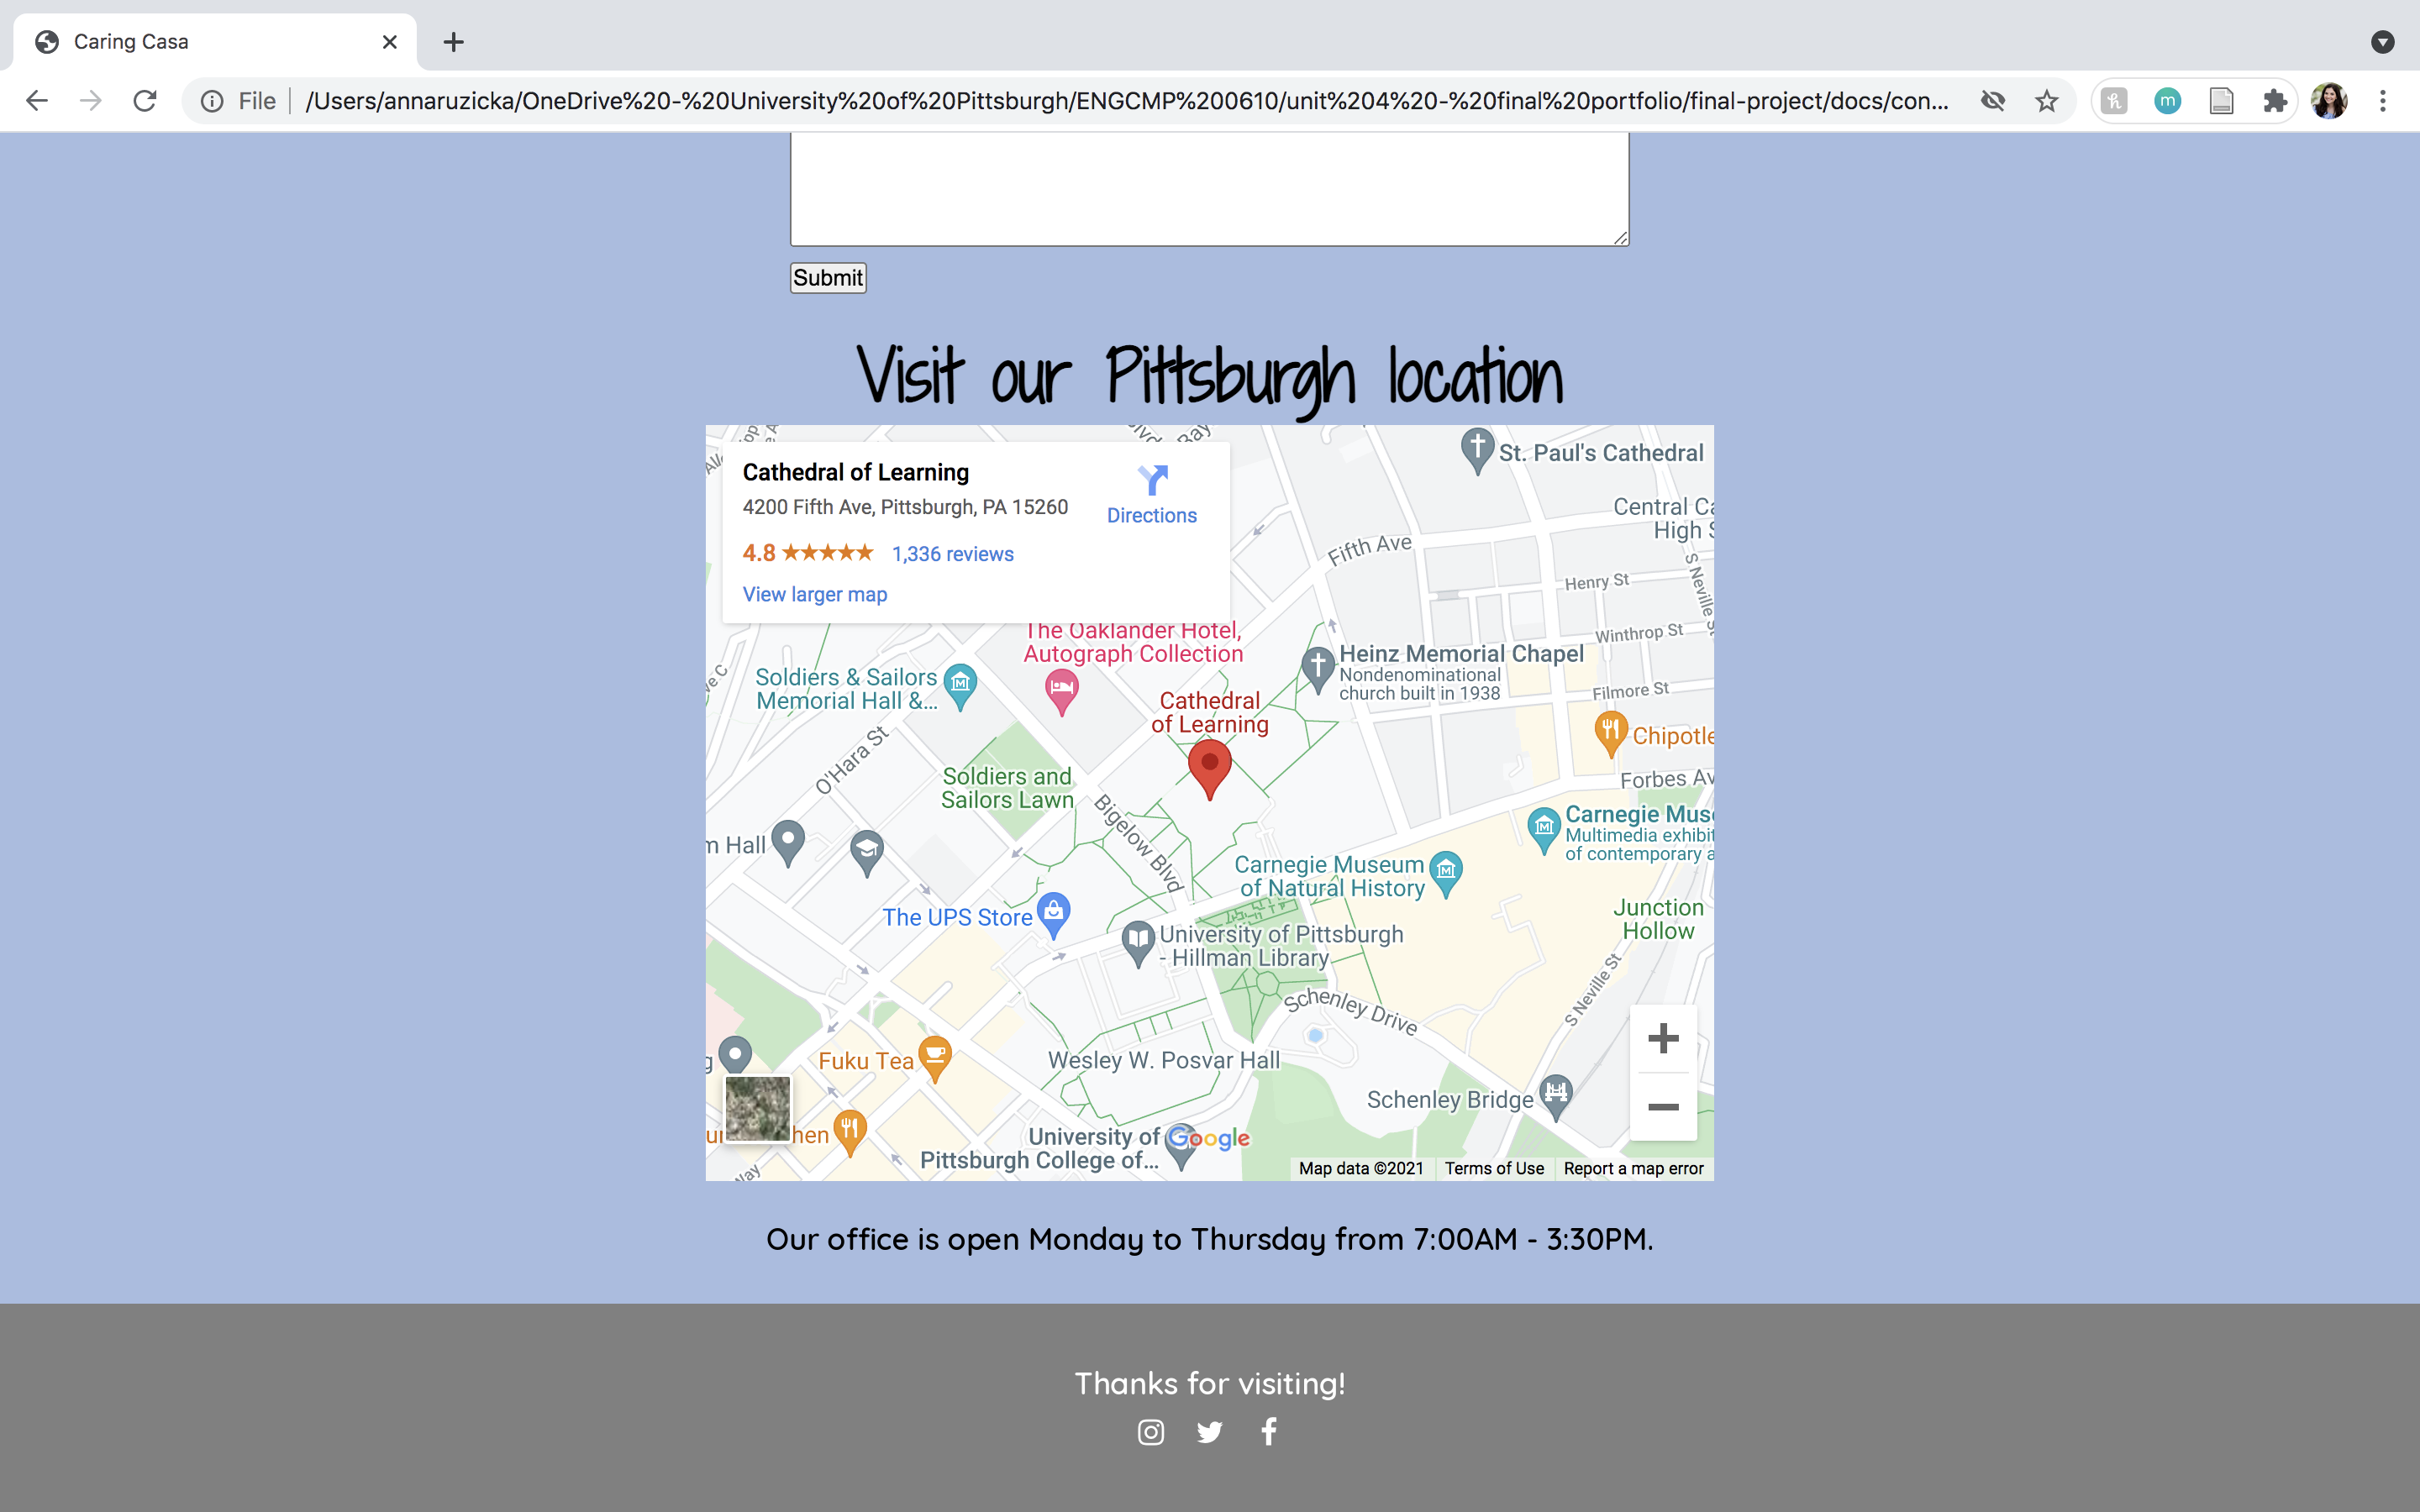 Caring Casa
File
/Users/annaruzicka/OneDrive%20-%20University%20of%20Pittsburgh/ENGCMP%200610/unit%204%20-%20final%20portfolio/final-project/docs/con...
Submit
Visit our Pittsburgh location
Cathedral of Learning
4200 Fifth Ave, Pittsburgh, PA 15260
Directions
4.8
1,336 reviews
View larger map
St. Paul's Cathedral
Central Ca
High S
Fifth Ave
Henry St
S Neville St
Winthrop St
The Oaklander Hotel,
Autograph Collection
Heinz Memorial Chapel
Nondenominational
church built in 1938
Soldiers & Sailors
Memorial Hall &...
Filmore St
Cathedral
of Learning
Chipotle
O'Hara St
Soldiers and
Sailors Lawn
Forbes Av
Bigelow Blvd
Carnegie Mus
Multimedia exhibit
of contemporary a
m Hall
Carnegie Museum
of Natural History
The UPS Store
Junction
Hollow
University of Pittsburgh
- Hillman Library
S Neville St
Schenley Drive
Fuku Tea
Wesley W. Posvar Hall
Schenley Bridge
hen
University of
Pittsburgh College of...
Google
Way
Map data ©2021
Terms of Use
Report a map error
Our office is open Monday to Thursday from 7:00AM - 3:30PM.
Thanks for visiting!